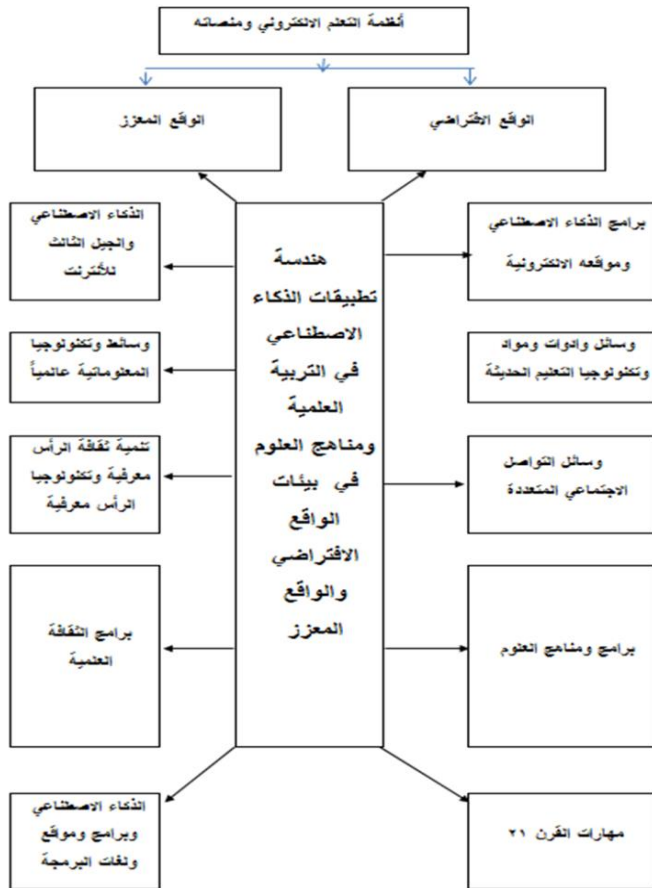 أنظمة التعلم الالكتروني ومنصاته
الواقع الافتراضي
الواقع المعزز
هندسة
تطبيقات الذكاء
الاصطناعي
في التربية
العلمية
ومناهج العلوم
في بيئات
الواقع
الافتراضي
والواقع
المعزز
برامج الذكاء الاصطناعي
ومواقعه الالكترونية
وسائل وادوات ومواد
وتكنولوجيا التعليم الحديثة
وسائل التواصل
الاجتماعي المتعددة
برامج ومناهج العلوم
مهارات القرن ٢١
الذكاء الاصطناعي
والجيل الثالث
للأنترنت
وسائط وتكنولوجيا
المعلوماتية عالمياً
تنمية ثقافة الرأس
معرفية وتكنولوجيا
الرأس معرفية
برامج الثقافة
العلمية
الذكاء الاصطناعي
وبرامج ومواقع
ولغات البرمجة